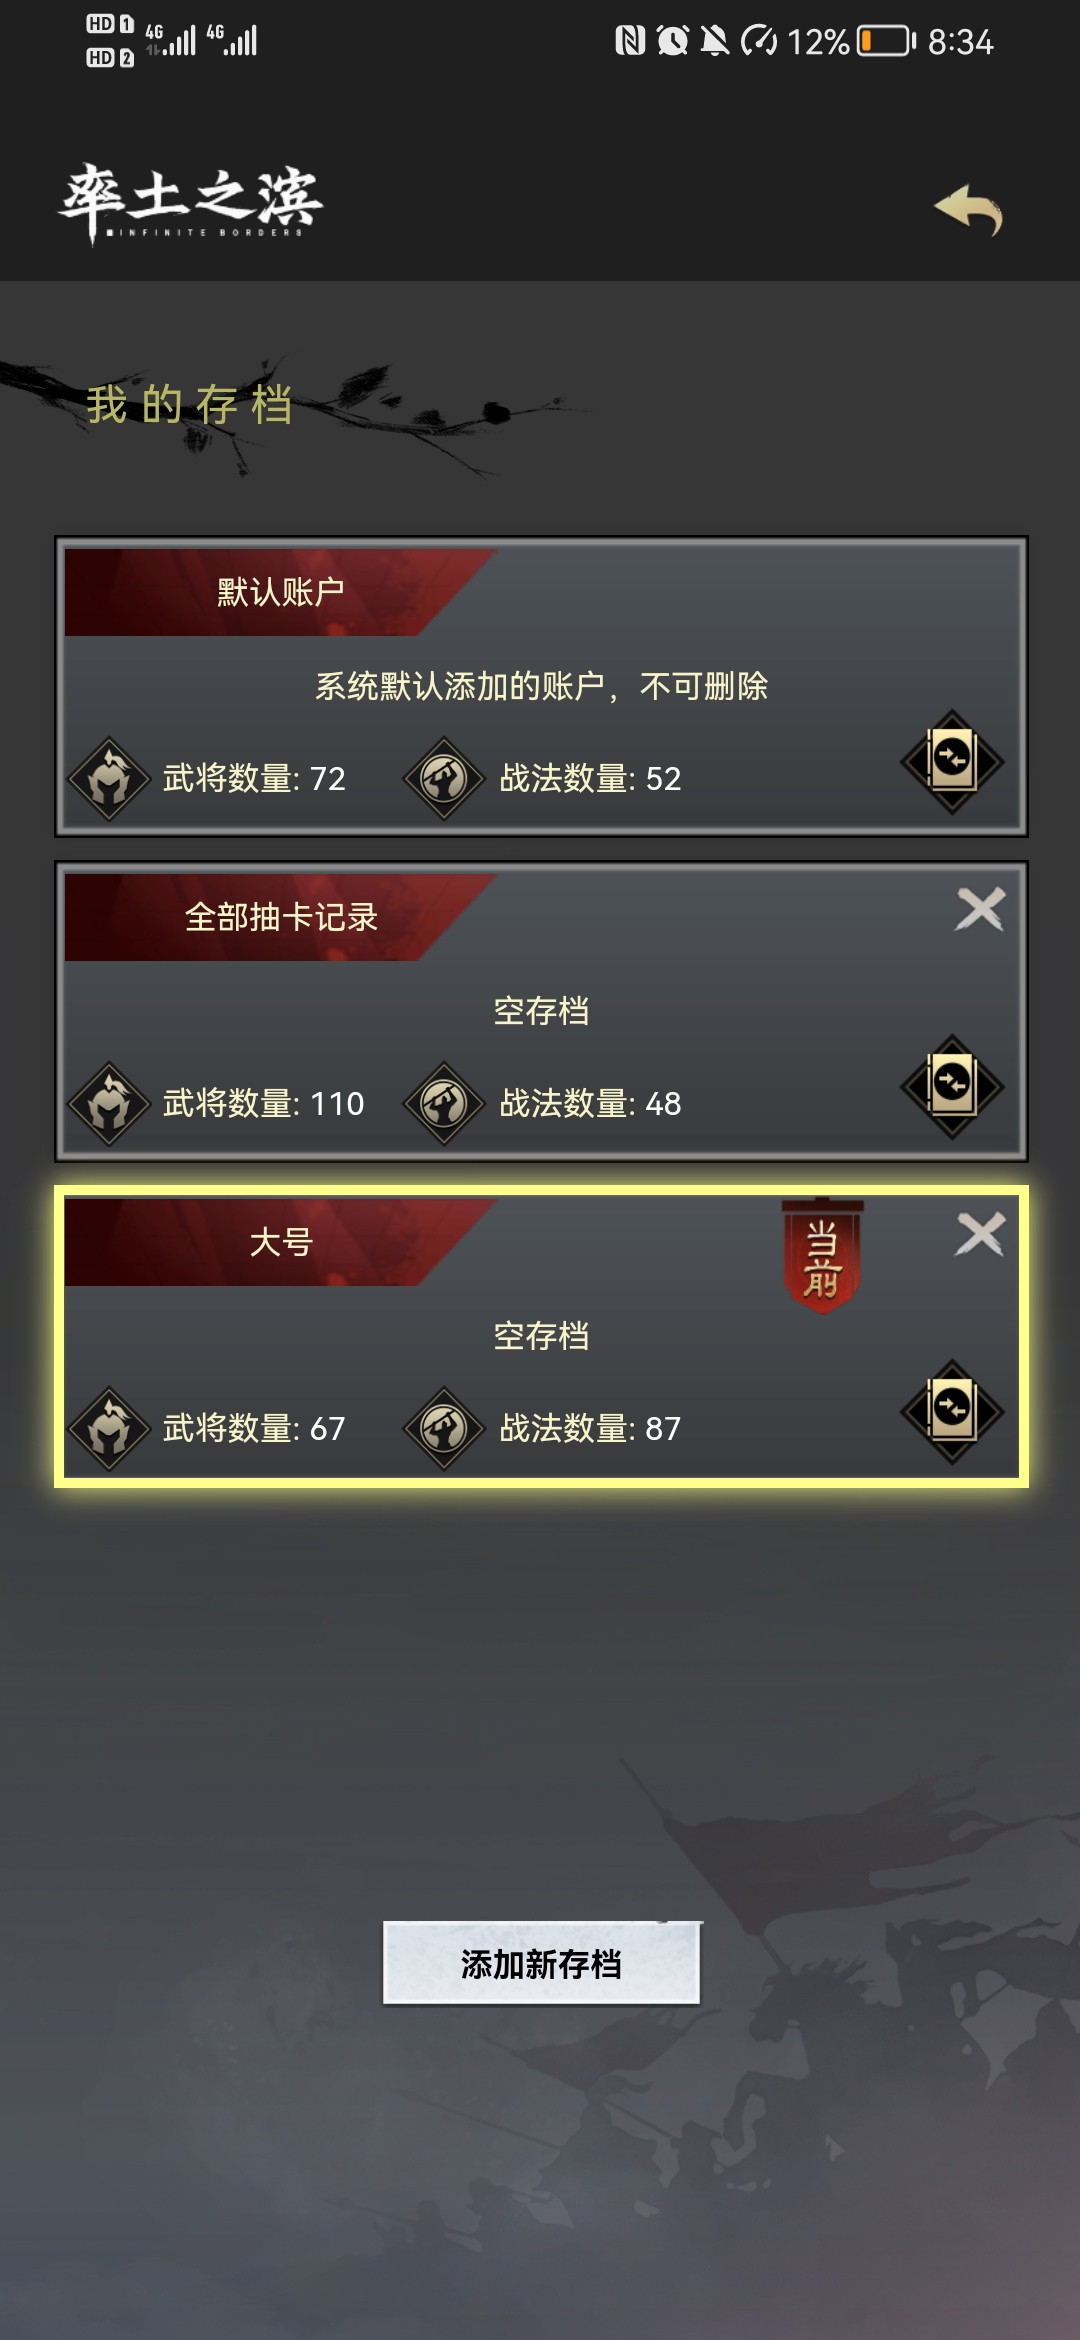 HD 1 4G 4G 12% 8:34
HD 2
率土之滨
INFINITE BORDERS
我的存档
默认账户
系统默认添加的账户，不可删除
武将数量: 72 战法数量: 52
全部抽卡记录
空存档
武将数量: 110 战法数量: 48
大号
当前
空存档
武将数量: 67 战法数量: 87
添加新存档